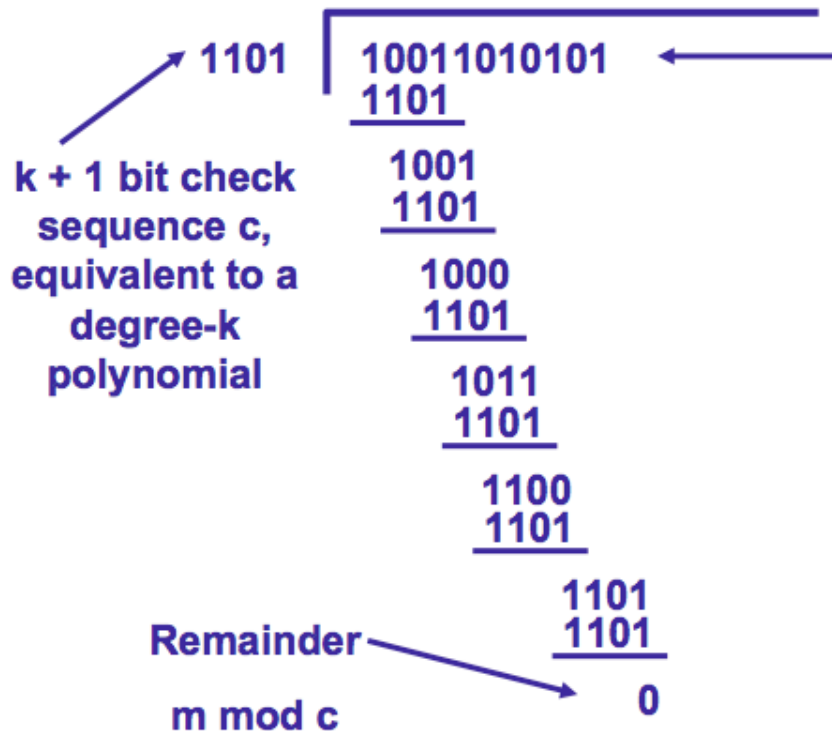 1101 10011010101
1101
k + 1 bit check
sequence c,
equivalent to a
degree-k
polynomial
1001
1101
1000
1101
1011
1101
1100
1101
1101
1101
Remainder
m mod c
0